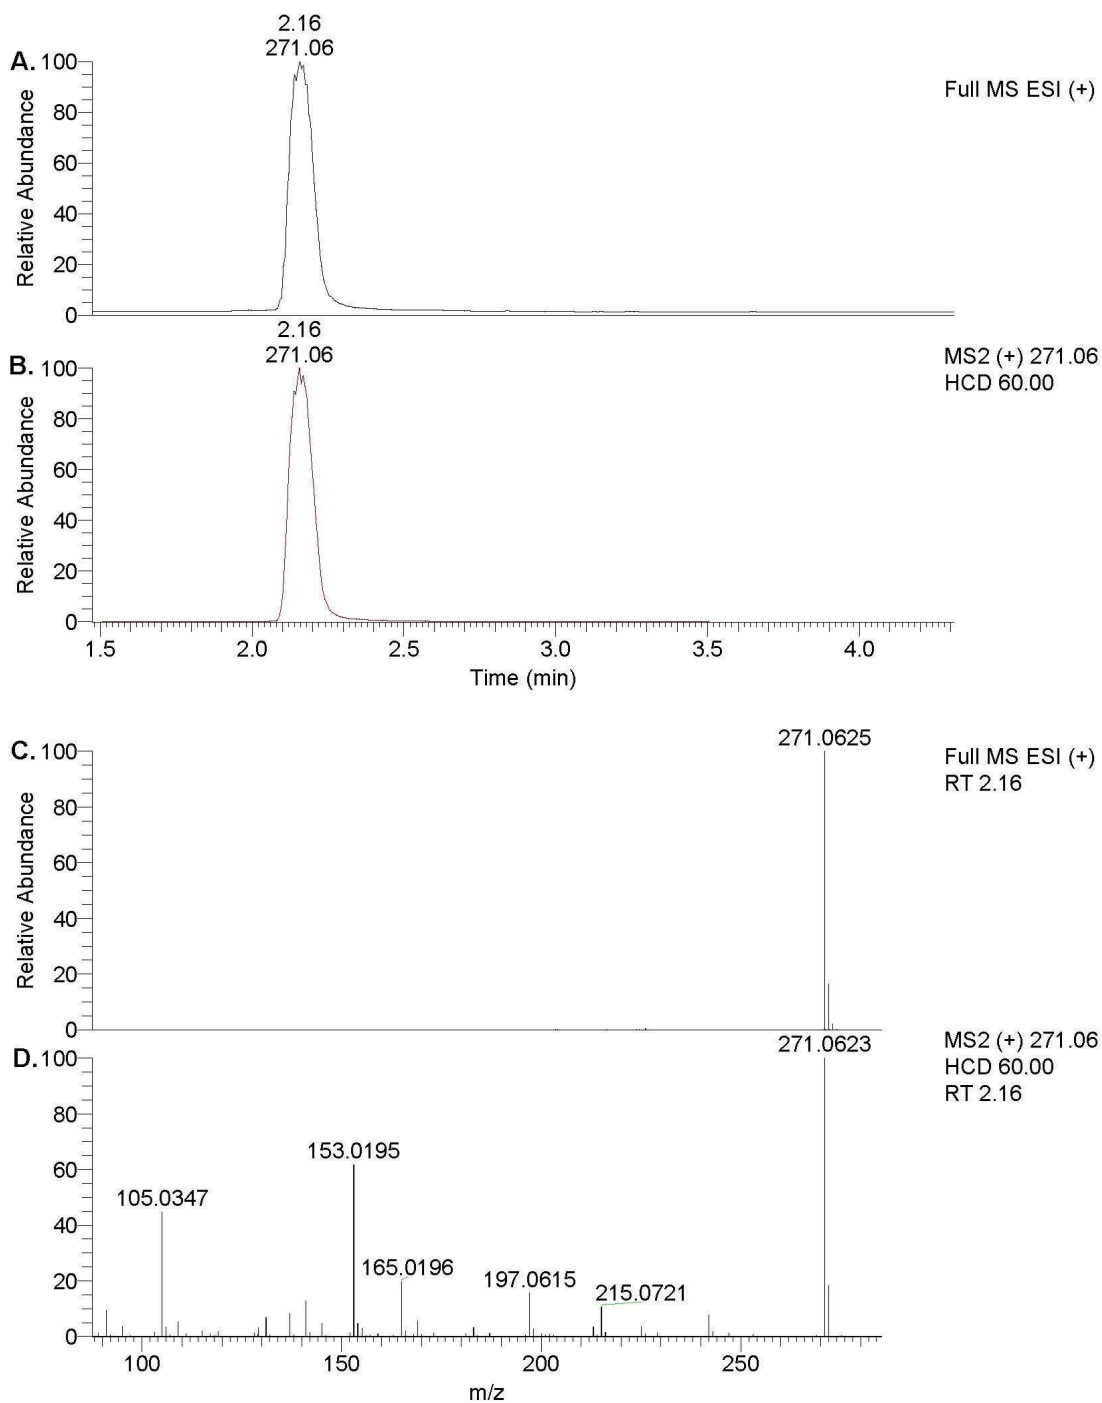 2.16
271.06
A.
Full MS ESI (+)
Relative Abundance
100
80
60
40
20
0
2.16
271.06
B.
MS2 (+) 271.06
HCD 60.00
Relative Abundance
100
80
60
40
20
0
1.5 2.0 2.5 3.0 3.5 4.0
Time (min)
C.
271.0625
Full MS ESI (+)
RT 2.16
Relative Abundance
100
80
60
40
20
0
D.
271.0623
MS2 (+) 271.06
HCD 60.00
RT 2.16
100
80
60
40
20
0
153.0195
105.0347
165.0196
197.0615
215.0721
100 150 200 250
m/z